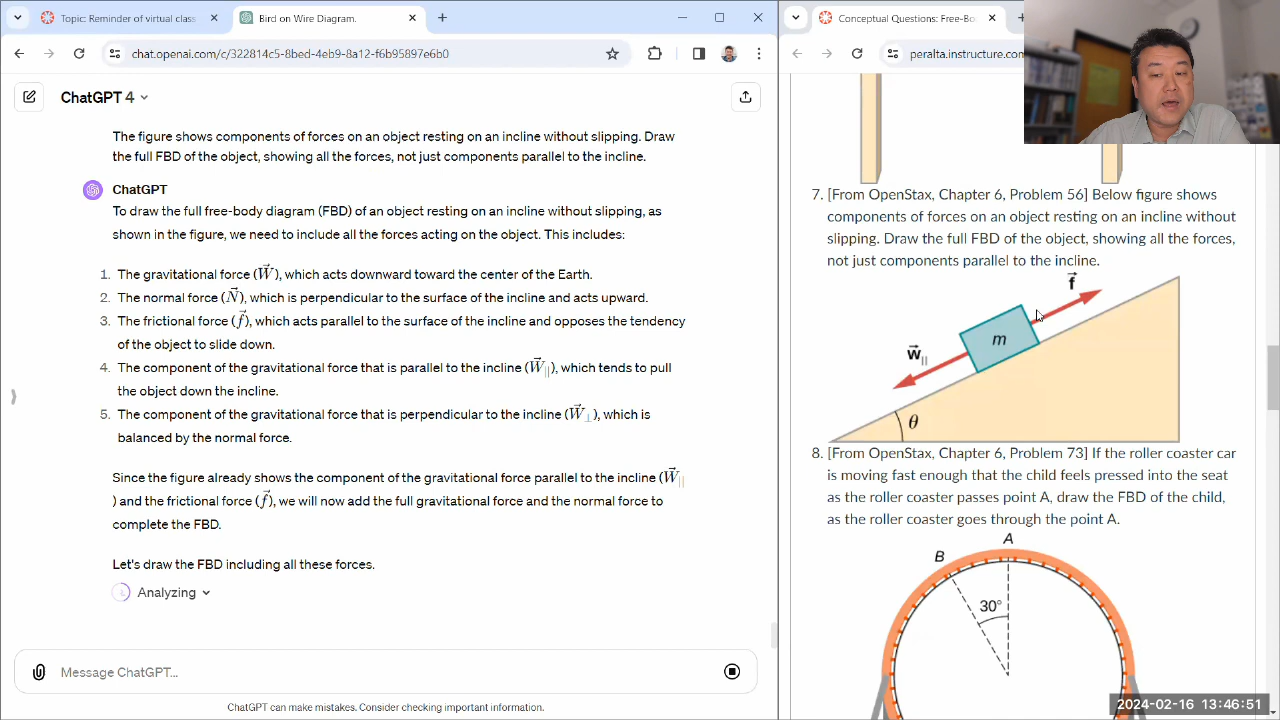 Topic: Reminder of virtual class
Bird on Wire Diagram.
Conceptual Questions: Free-Bo
chat.openai.com/c/322814c5-8bed-4eb9-8a12-f6b95897e6b0
peralta.instructure.com
ChatGPT 4
The figure shows components of forces on an object resting on an incline without slipping. Draw
the full FBD of the object, showing all the forces, not just components parallel to the incline.
ChatGPT
To draw the full free-body diagram (FBD) of an object resting on an incline without slipping, as
shown in the figure, we need to include all the forces acting on the object. This includes:
1. The gravitational force (W⃗), which acts downward toward the center of the Earth.
2. The normal force (N⃗), which is perpendicular to the surface of the incline and acts upward.
3. The frictional force (f⃗), which acts parallel to the surface of the incline and opposes the tendency
of the object to slide down.
4. The component of the gravitational force that is parallel to the incline (W⃗||), which tends to pull
the object down the incline.
5. The component of the gravitational force that is perpendicular to the incline (W⃗⊥), which is
balanced by the normal force.
Since the figure already shows the component of the gravitational force parallel to the incline (W⃗||
) and the frictional force (f⃗), we will now add the full gravitational force and the normal force to
complete the FBD.
Let's draw the FBD including all these forces.
Analyzing
Message ChatGPT...
ChatGPT can make mistakes. Consider checking important information.
7. [From OpenStax, Chapter 6, Problem 56] Below figure shows
components of forces on an object resting on an incline without
slipping. Draw the full FBD of the object, showing all the forces,
not just components parallel to the incline.
f⃗
m
w⃗||
θ
8. [From OpenStax, Chapter 6, Problem 73] If the roller coaster car
is moving fast enough that the child feels pressed into the seat
as the roller coaster passes point A, draw the FBD of the child,
as the roller coaster goes through the point A.
A
B
30°
2024-02-16 13:46:51